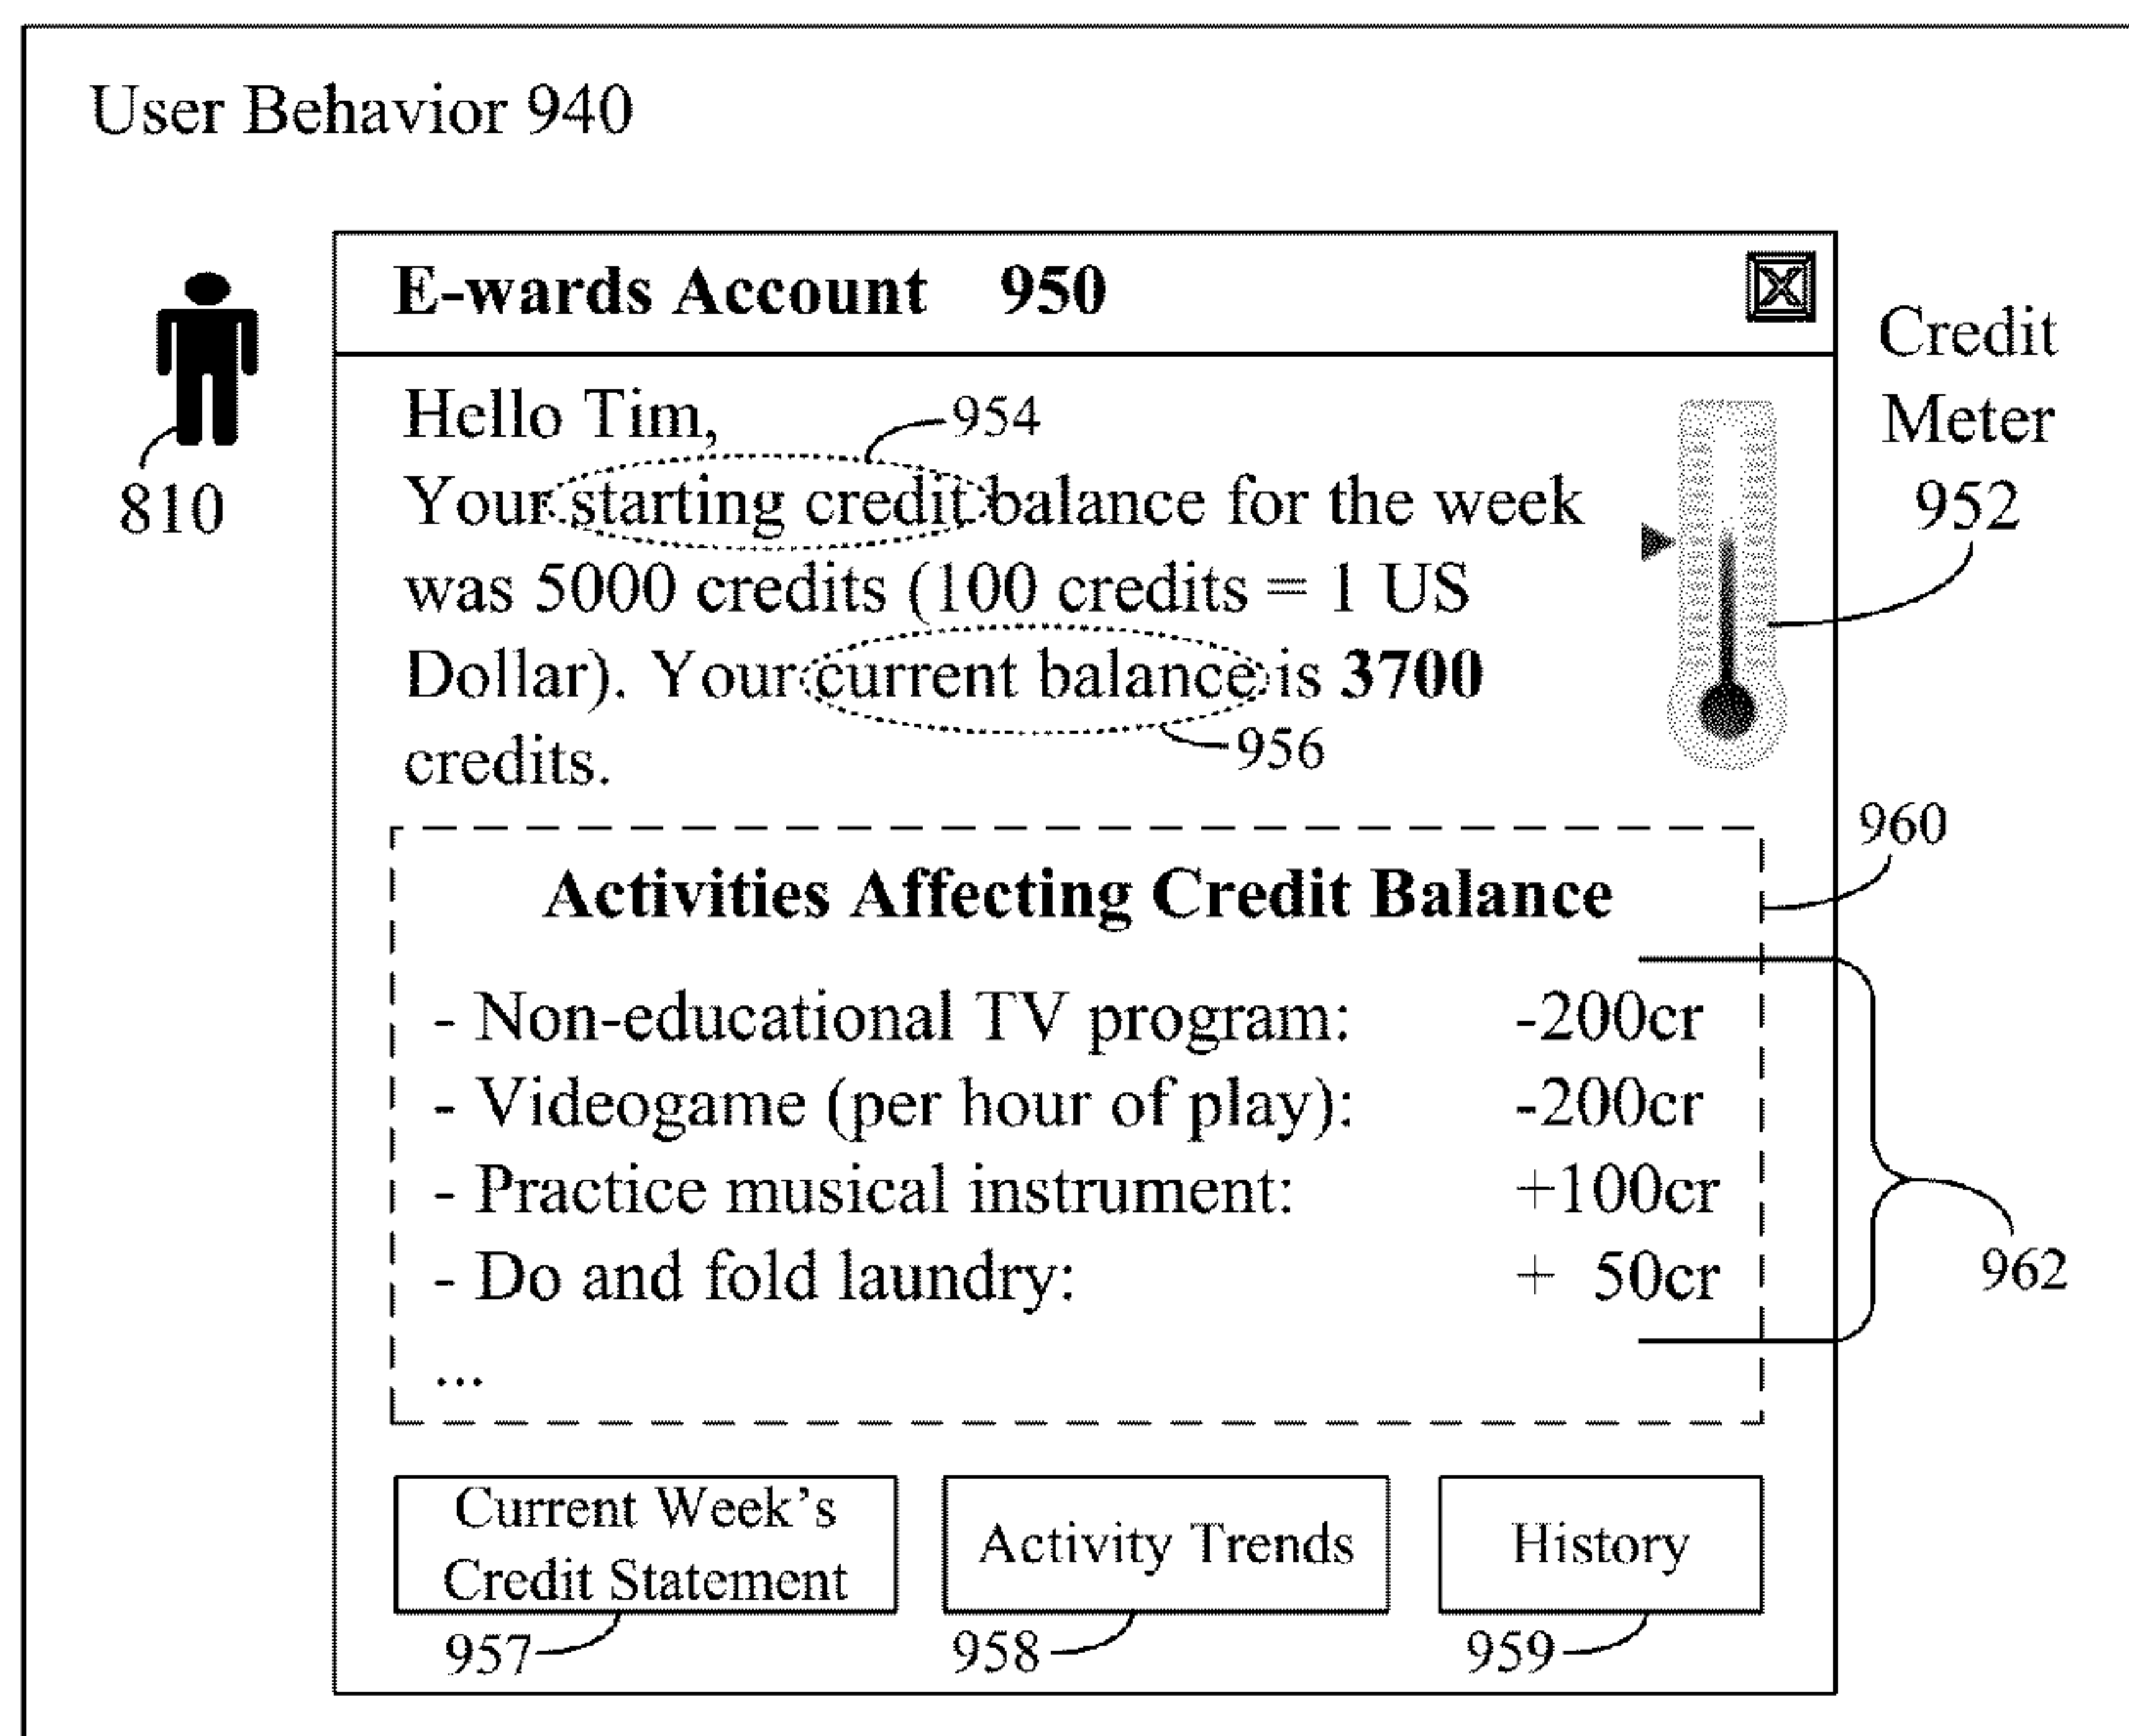 User Behavior 940
E-wards Account 950
X
Credit
Meter
952
810
Hello Tim,
954
Your starting credit balance for the week
was 5000 credits (100 credits = 1 US
Dollar). Your current balance is 3700
credits.
956
960
Activities Affecting Credit Balance
- Non-educational TV program: -200cr
- Videogame (per hour of play): -200cr
- Practice musical instrument: +100cr
- Do and fold laundry: + 50cr
...
962
Current Week's
Credit Statement
Activity Trends
History
957
958
959